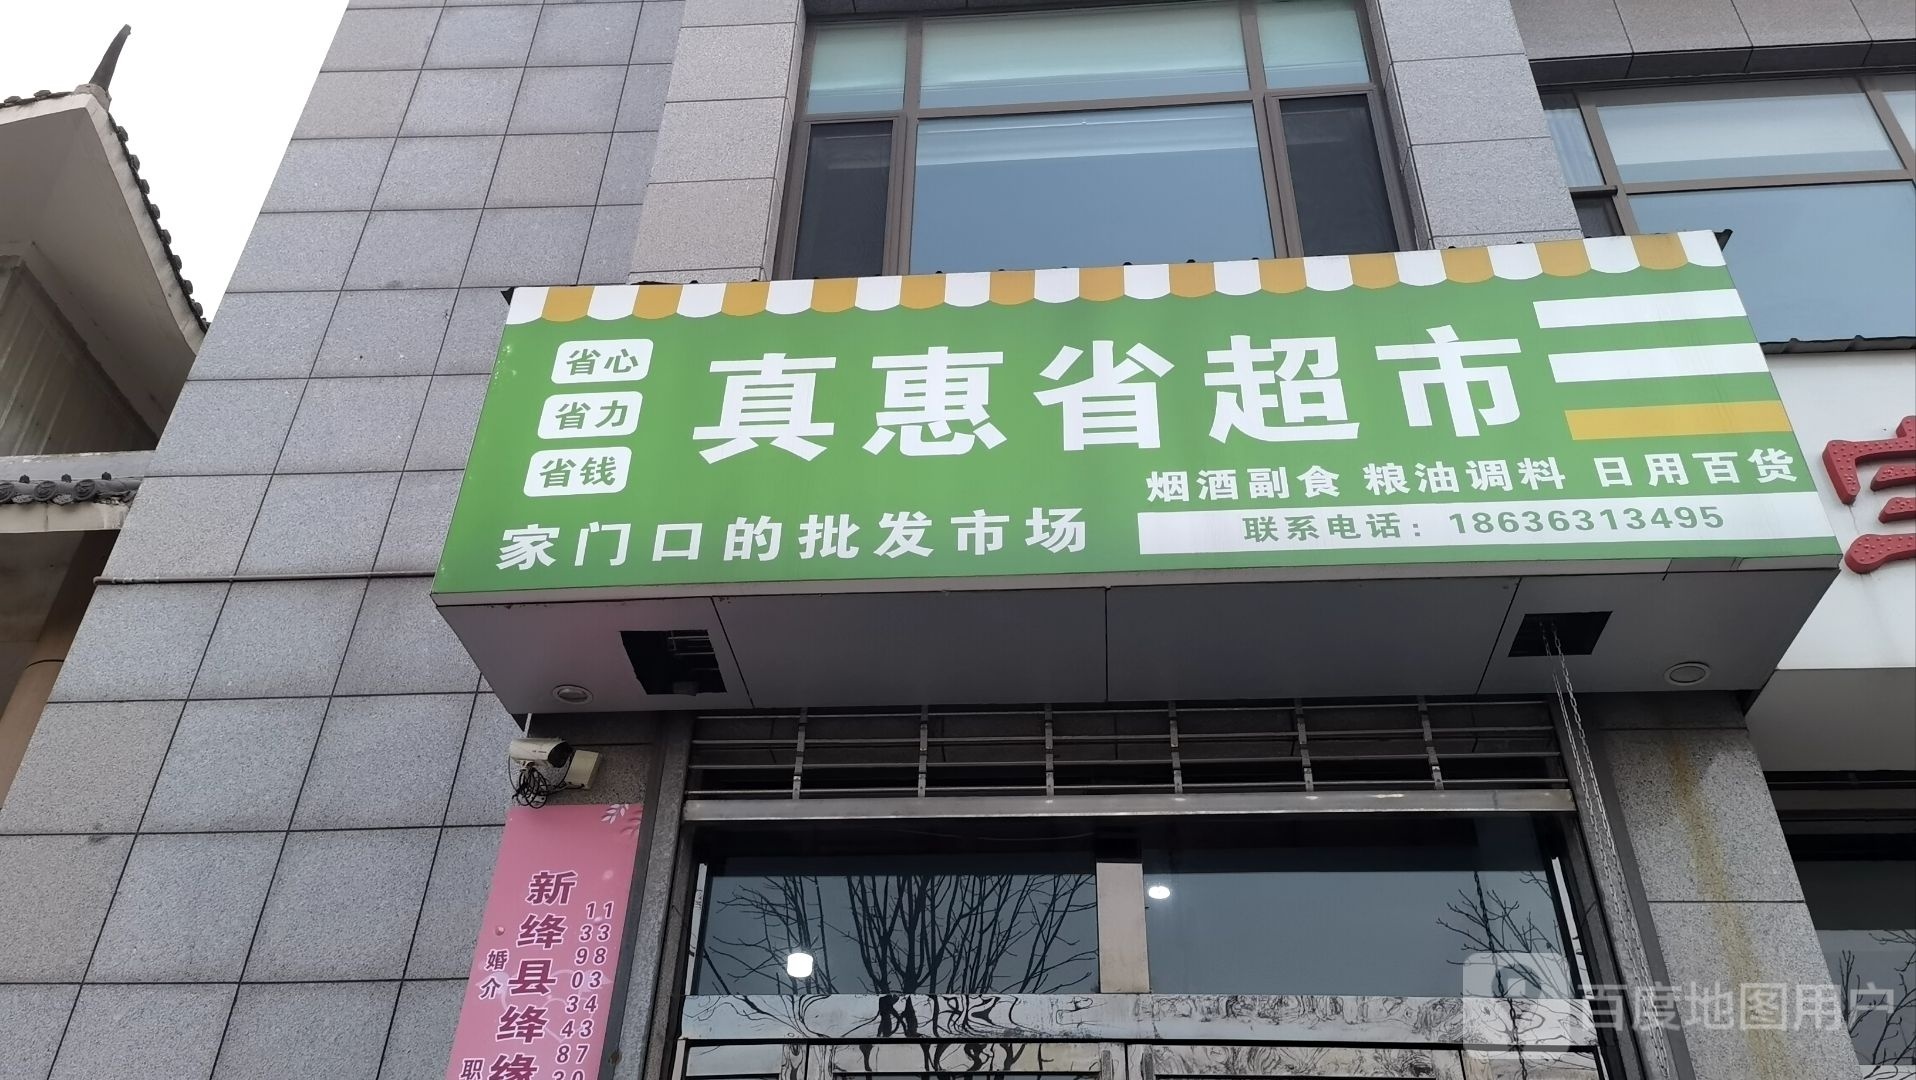 省心
省力
省钱
真惠省超市
烟酒副食 粮油调料 日用百货
家门口的批发市场
联系电话：18636313495
新绛县绛缘
婚介
职
百度地图用户